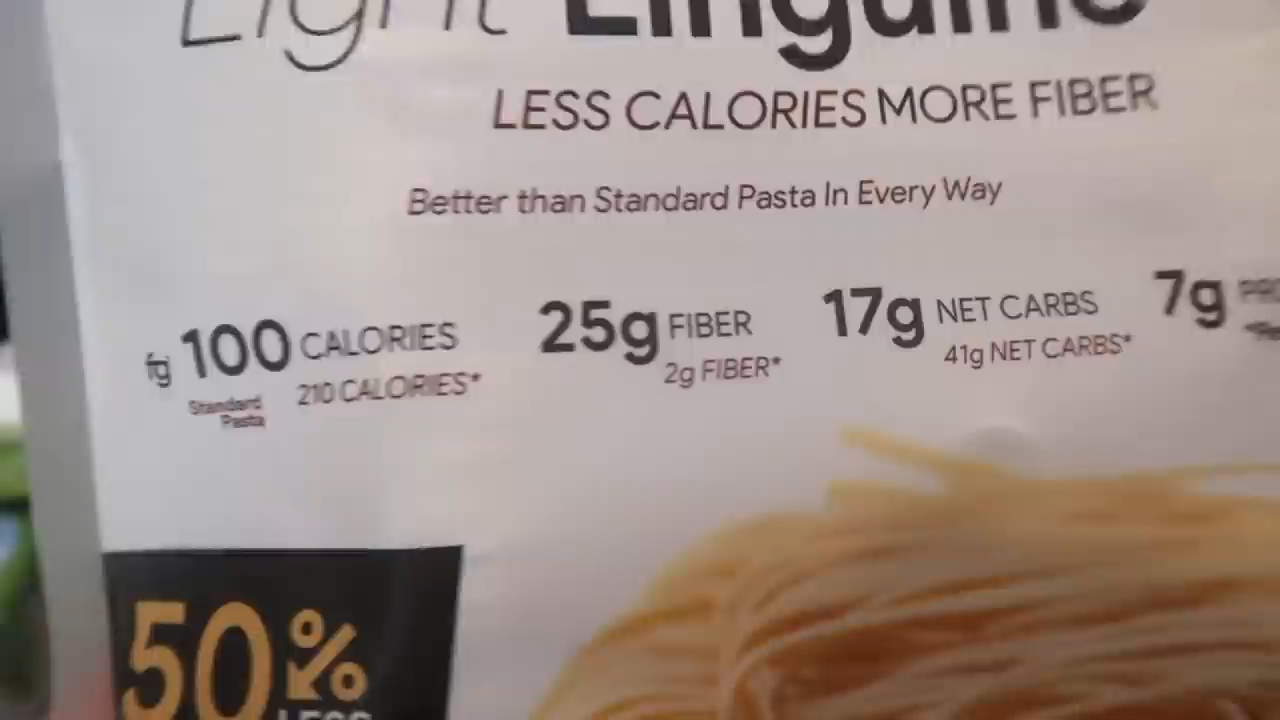 Light Linguine
LESS CALORIES MORE FIBER
Better than Standard Pasta In Every Way
fg 100 CALORIES 25g FIBER 17g NET CARBS 7g
Standard Pasta 210 CALORIES* 2g FIBER* 41g NET CARBS*
50%
LESS